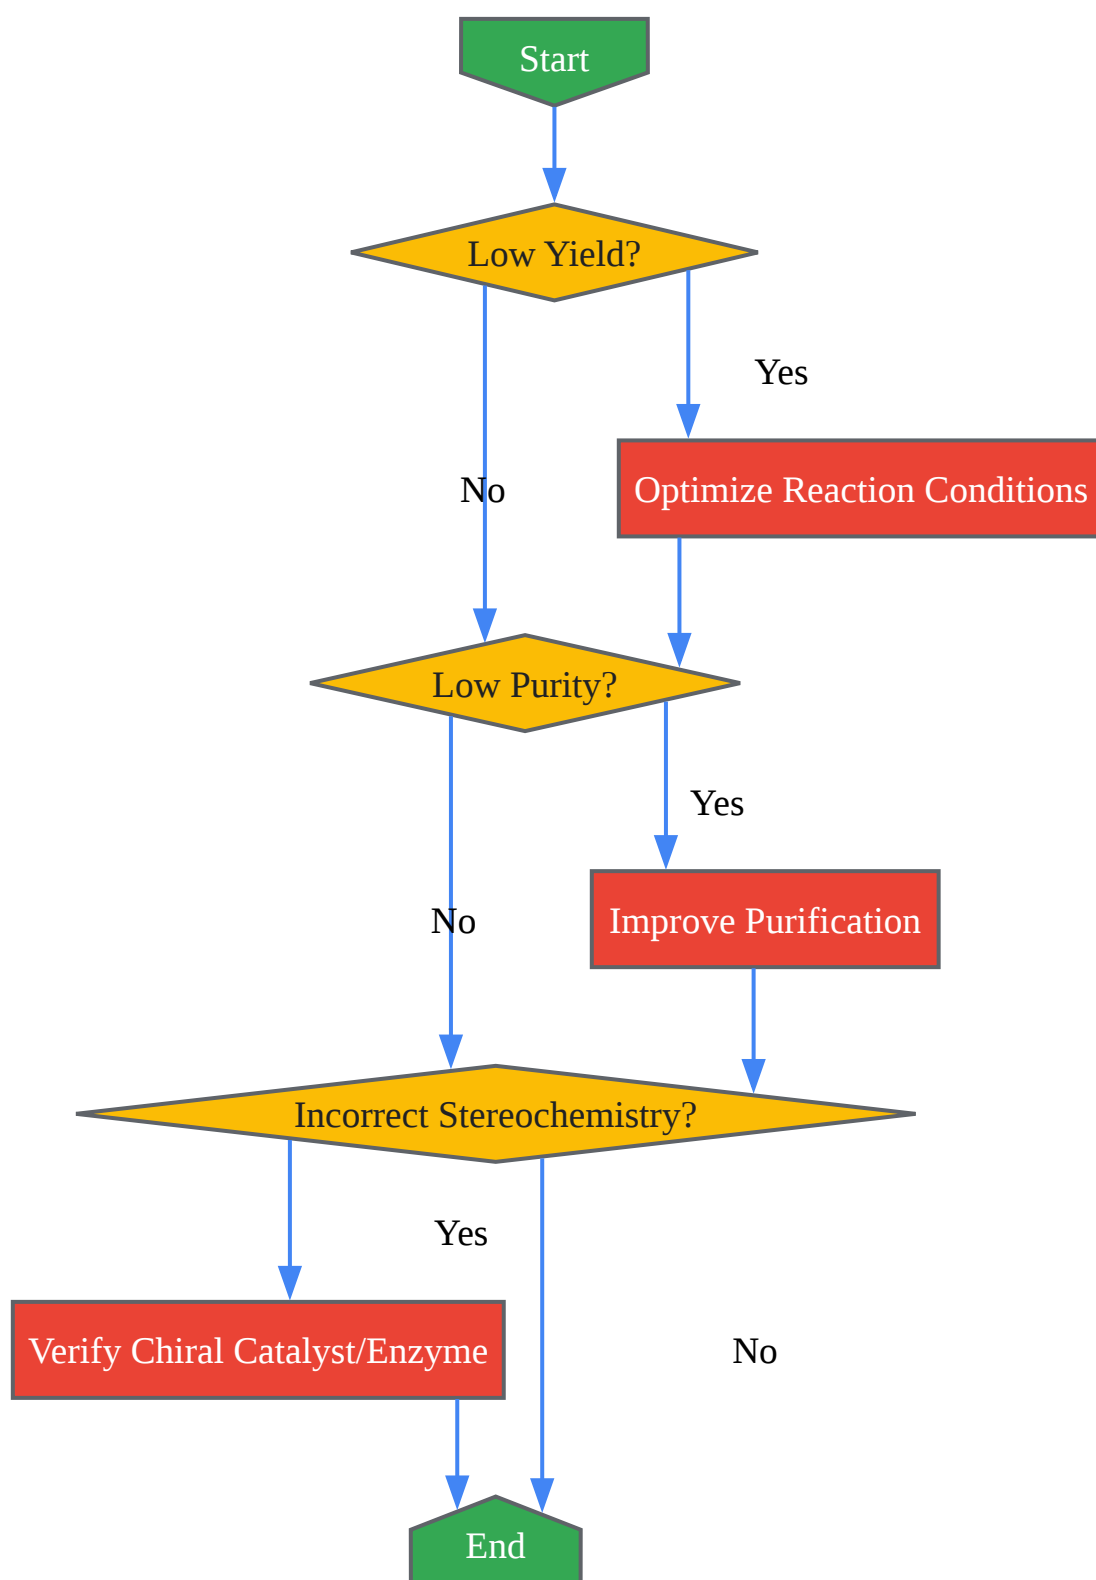 Start
Low Yield?
Yes
No
Optimize Reaction Conditions
Low Purity?
Yes
No
Improve Purification
Incorrect Stereochemistry?
Yes
Verify Chiral Catalyst/Enzyme
No
End